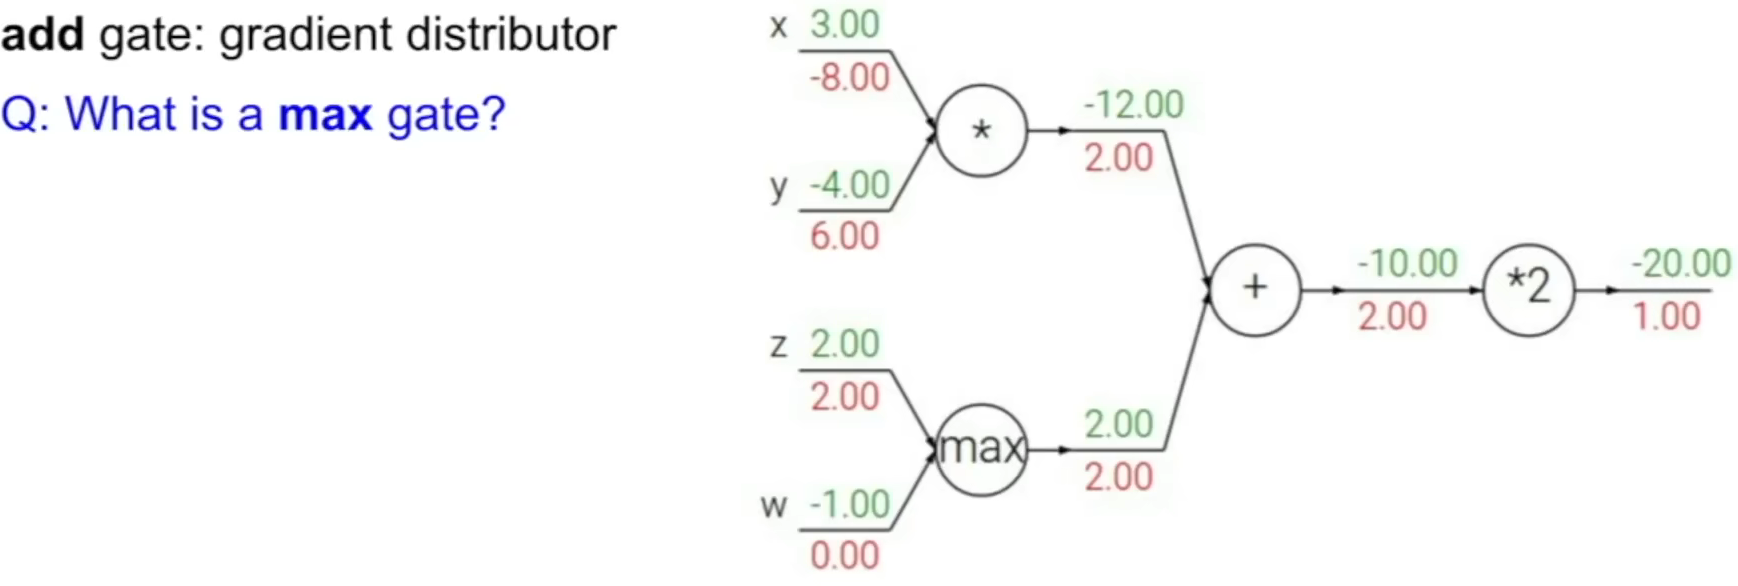 add gate: gradient distributor
Q: What is a max gate?
x 3.00
-8.00
*
-12.00
2.00
y -4.00
6.00
+
-10.00
2.00
*2
-20.00
1.00
z 2.00
2.00
max
2.00
2.00
w -1.00
0.00